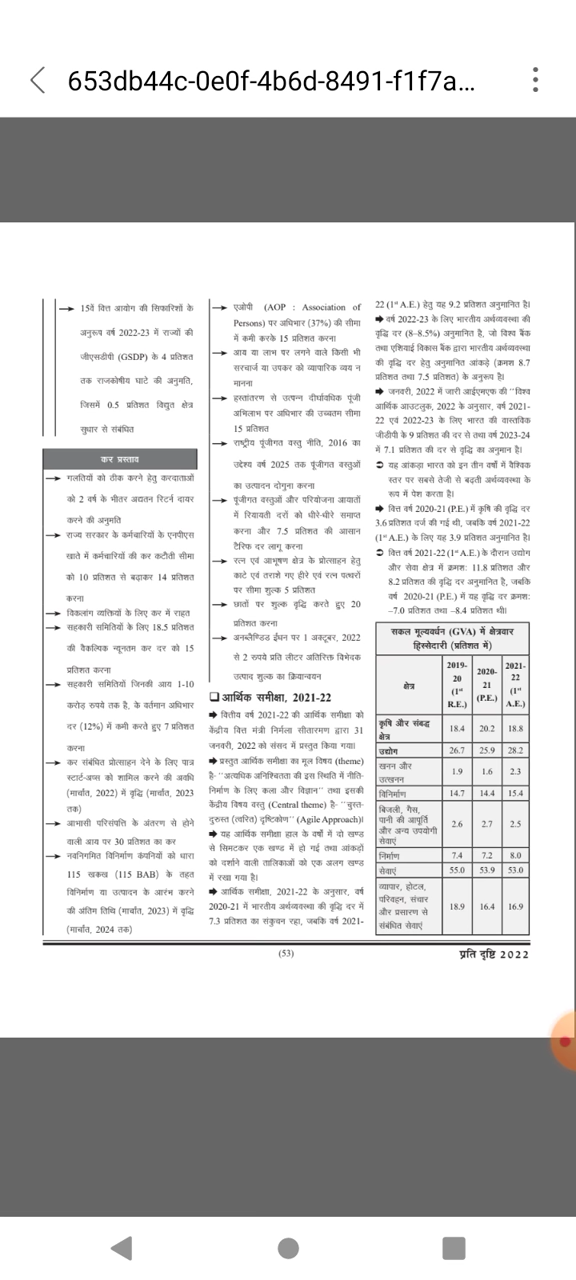 653db44c-0e0f-4b6d-8491-f1f7a...
15वें वित्त आयोग की सिफारिशों के
अनुरूप वर्ष 2022-23 में राज्यों की
जीएसडीपी (GSDP) के 4 प्रतिशत
तक राजकोषीय घाटे की अनुमति,
जिसमें 0.5 प्रतिशत विद्युत क्षेत्र
सुधार से संबंधित
कर प्रस्ताव
गलतियों को ठीक करने हेतु करदाताओं
को 2 वर्ष के भीतर अद्यतन रिटर्न दायर
करने की अनुमति
राज्य सरकार के कर्मचारियों के एनपीएस
खाते में कर्मचारियों की कर कटौती सीमा
को 10 प्रतिशत से बढ़ाकर 14 प्रतिशत
करना
विकलांग व्यक्तियों के लिए कर में राहत
सहकारी समितियों के लिए 18.5 प्रतिशत
की वैकल्पिक न्यूनतम कर दर को 15
प्रतिशत करना
सहकारी समितियों जिनकी आय 1-10
करोड़ रुपये तक है, के वर्तमान अधिभार
दर (12%) में कमी करते हुए 7 प्रतिशत
करना
कर संबंधित प्रोत्साहन देने के लिए पात्र
स्टार्ट-अप्स को शामिल करने की अवधि
(मार्चांत, 2022) में वृद्धि (मार्चांत, 2023
तक)
आभासी परिसंपत्ति के अंतरण से होने
वाली आय पर 30 प्रतिशत का कर
नवनिगमित विनिर्माण कंपनियों को धारा
115 खकख (115 BAB) के तहत
विनिर्माण या उत्पादन के आरंभ करने
की अंतिम तिथि (मार्चांत, 2023) में वृद्धि
(मार्चांत, 2024 तक)
एओपी (AOP : Association of
Persons) पर अधिभार (37%) की सीमा
में कमी करके 15 प्रतिशत करना
आय या लाभ पर लगने वाले किसी भी
सरचार्ज या उपकर को व्यापारिक व्यय न
मानना
हस्तांतरण से उत्पन्न दीर्घावधिक पूंजी
अभिलाभ पर अधिभार की उच्चतम सीमा
15 प्रतिशत
राष्ट्रीय पूंजीगत वस्तु नीति, 2016 का
उद्देश्य वर्ष 2025 तक पूंजीगत वस्तुओं
का उत्पादन दोगुना करना
पूंजीगत वस्तुओं और परियोजना आयातों
में रियायती दरों को धीरे-धीरे समाप्त
करना और 7.5 प्रतिशत की आसान
टैरिफ दर लागू करना
रत्न एवं आभूषण क्षेत्र के प्रोत्साहन हेतु
काटे एवं तराशे गए हीरे एवं रत्न पत्थरों
पर सीमा शुल्क 5 प्रतिशत
छातों पर शुल्क वृद्धि करते हुए 20
प्रतिशत करना
अनब्लैण्डिड ईंधन पर 1 अक्टूबर, 2022
से 2 रुपये प्रति लीटर अतिरिक्त विभेदक
उत्पाद शुल्क का क्रियान्वयन
❑ आर्थिक समीक्षा, 2021-22
वित्तीय वर्ष 2021-22 की आर्थिक समीक्षा को
केंद्रीय वित्त मंत्री निर्मला सीतारमण द्वारा 31
जनवरी, 2022 को संसद में प्रस्तुत किया गया।
प्रस्तुत आर्थिक समीक्षा का मूल विषय (theme)
है- ''अत्यधिक अनिश्चितता की इस स्थिति में नीति-
निर्माण के लिए कला और विज्ञान'' तथा इसकी
केंद्रीय विषय वस्तु (Central theme) है- ''चुस्त-
दुरुस्त (त्वरित) दृष्टिकोण'' (Agile Approach)।
यह आर्थिक समीक्षा हाल के वर्षों में दो खण्ड
से सिमटकर एक खण्ड में हो गई तथा आंकड़ों
को दर्शाने वाली तालिकाओं को एक अलग खण्ड
में रखा गया है।
आर्थिक समीक्षा, 2021-22 के अनुसार, वर्ष
2020-21 में भारतीय अर्थव्यवस्था की वृद्धि दर में
7.3 प्रतिशत का संकुचन रहा, जबकि वर्ष 2021-
22 (1st A.E.) हेतु यह 9.2 प्रतिशत अनुमानित है।
वर्ष 2022-23 के लिए भारतीय अर्थव्यवस्था की
वृद्धि दर (8-8.5%) अनुमानित है, जो विश्व बैंक
तथा एशियाई विकास बैंक द्वारा भारतीय अर्थव्यवस्था
की वृद्धि दर हेतु अनुमानित आंकड़े (क्रमश 8.7
प्रतिशत तथा 7.5 प्रतिशत) के अनुरूप है।
जनवरी, 2022 में जारी आईएमएफ की ''विश्व
आर्थिक आउटलुक, 2022 के अनुसार, वर्ष 2021-
22 एवं 2022-23 के लिए भारत की वास्तविक
जीडीपी के 9 प्रतिशत की दर से तथा वर्ष 2023-24
में 7.1 प्रतिशत की दर से वृद्धि का अनुमान है।
यह आंकड़ा भारत को इन तीन वर्षों में वैश्विक
स्तर पर सबसे तेजी से बढ़ती अर्थव्यवस्था के
रूप में पेश करता है।
वित्त वर्ष 2020-21 (P.E.) में कृषि की वृद्धि दर
3.6 प्रतिशत दर्ज की गई थी, जबकि वर्ष 2021-22
(1st A.E.) के लिए यह 3.9 प्रतिशत अनुमानित है।
वित्त वर्ष 2021-22 (1st A.E.) के दौरान उद्योग
और सेवा क्षेत्र में क्रमश: 11.8 प्रतिशत और
8.2 प्रतिशत की वृद्धि दर अनुमानित है, जबकि
वर्ष 2020-21 (P.E.) में यह वृद्धि दर क्रमश:
–7.0 प्रतिशत तथा –8.4 प्रतिशत थी।
सकल मूल्यवर्धन (GVA) में क्षेत्रवार
हिस्सेदारी (प्रतिशत में)
क्षेत्र 2019-20 (1st R.E.) 2020-21 (P.E.) 2021-22 (1st A.E.)
कृषि और संबद्ध क्षेत्र 18.4 20.2 18.8
उद्योग 26.7 25.9 28.2
खनन और उत्खनन 1.9 1.6 2.3
विनिर्माण 14.7 14.4 15.4
बिजली, गैस, पानी की आपूर्ति और अन्य उपयोगी सेवाएं 2.6 2.7 2.5
निर्माण 7.4 7.2 8.0
सेवाएं 55.0 53.9 53.0
व्यापार, होटल, परिवहन, संचार और प्रसारण से संबंधित सेवाएं 18.9 16.4 16.9
(53)
प्रति दृष्टि 2022